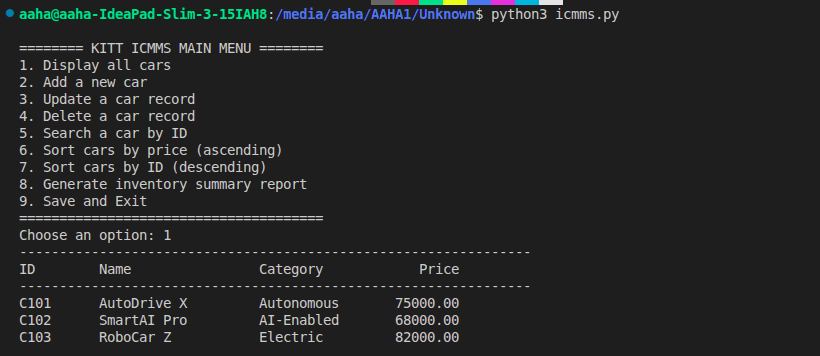 aaha@aaha-IdeaPad-Slim-3-15IAH8:/media/aaha/AAHA1/Unknown$ python3 icmms.py
======== KITT ICMMS MAIN MENU ========
1. Display all cars
2. Add a new car
3. Update a car record
4. Delete a car record
5. Search a car by ID
6. Sort cars by price (ascending)
7. Sort cars by ID (descending)
8. Generate inventory summary report
9. Save and Exit
======================================
Choose an option: 1
----------------------------------------------------------------
ID      Name                Category            Price
----------------------------------------------------------------
C101      AutoDrive X         Autonomous       75000.00
C102      SmartAI Pro         AI-Enabled       68000.00
C103      RoboCar Z           Electric         82000.00